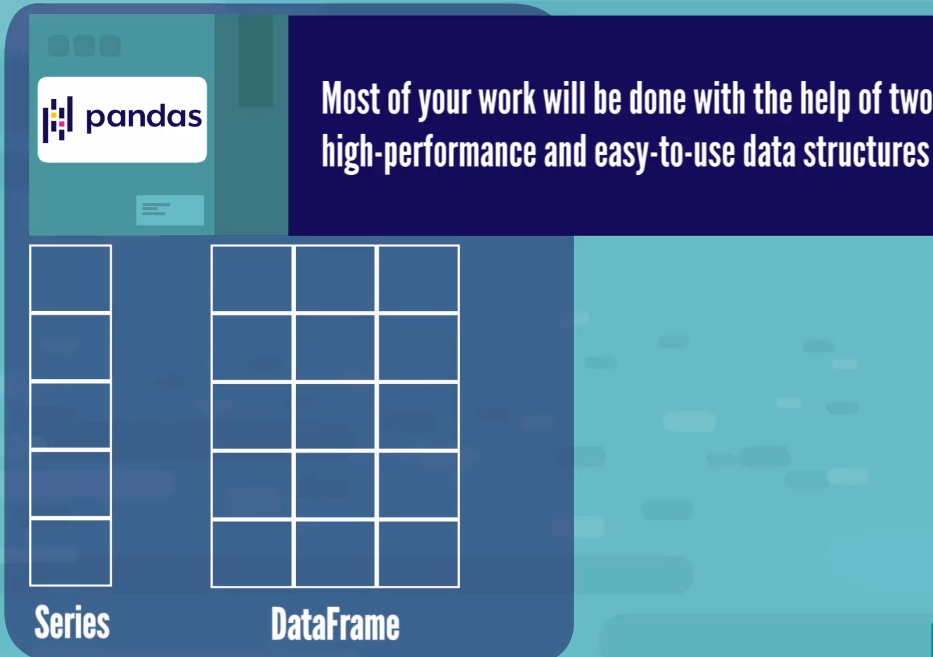 pandas
Most of your work will be done with the help of two
high-performance and easy-to-use data structures
Series
DataFrame